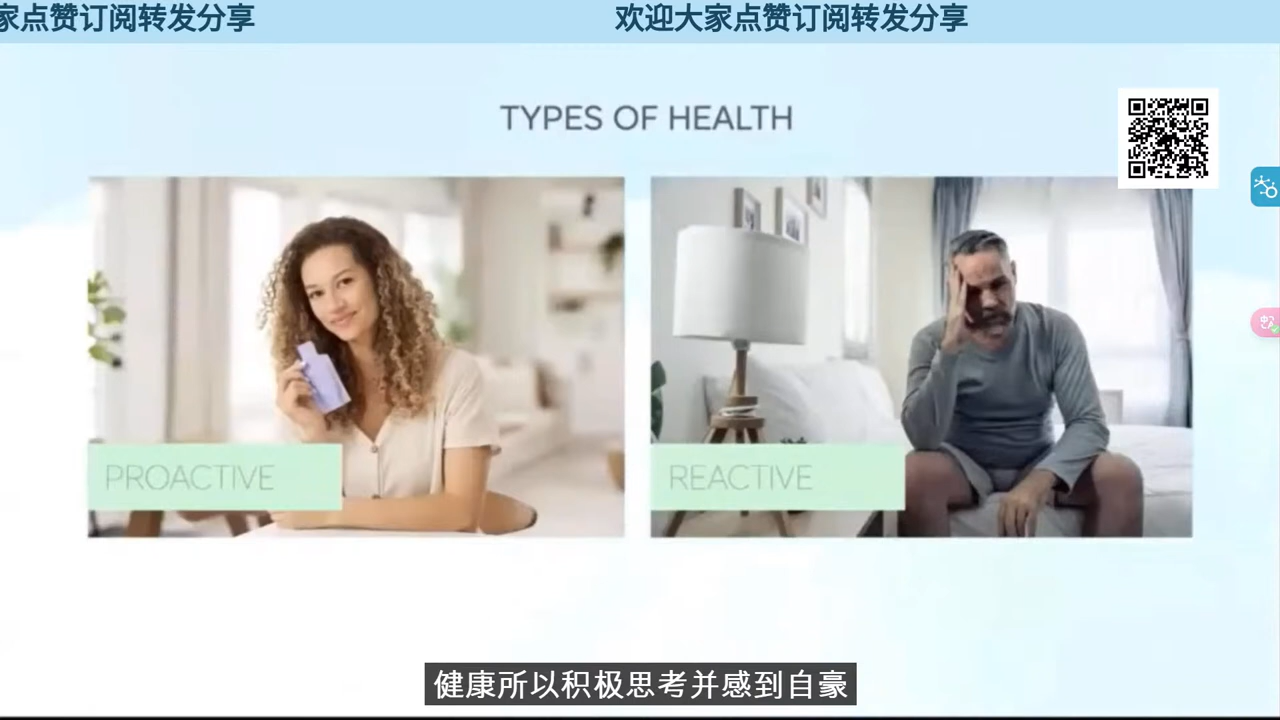 家点赞订阅转发分享
欢迎大家点赞订阅转发分享
TYPES OF HEALTH
PROACTIVE
REACTIVE
健康所以积极思考并感到自豪